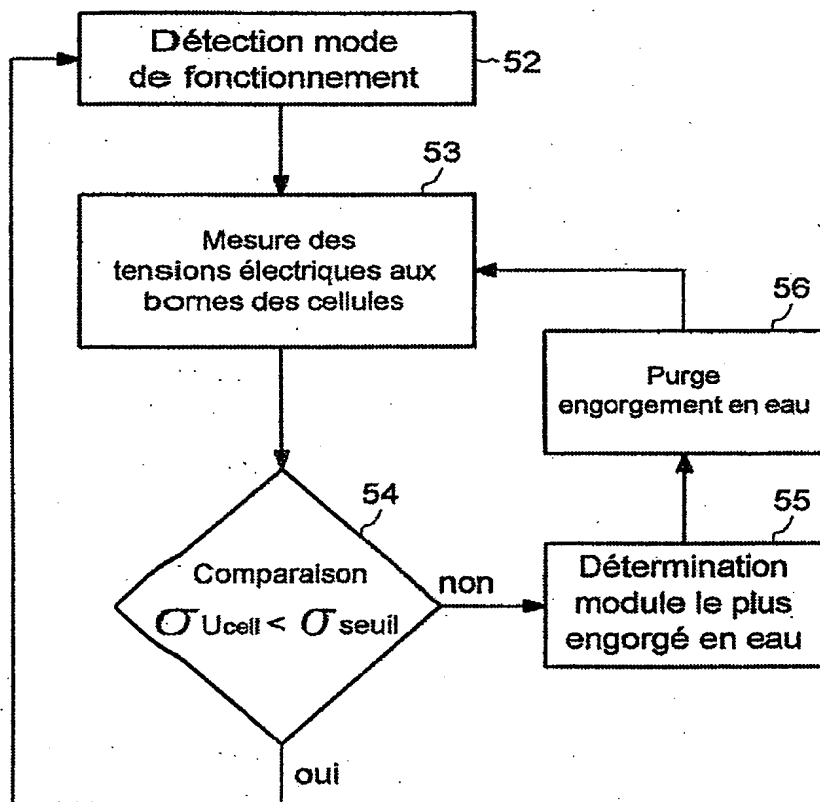 Détection mode
de fonctionnement
52
53
Mesure des
tensions électriques aux
bornes des cellules
56
Purge
engorgement en eau
54
Comparaison
σ Ucell < σ seuil
non
55
Détermination
module le plus
engorgé en eau
oui